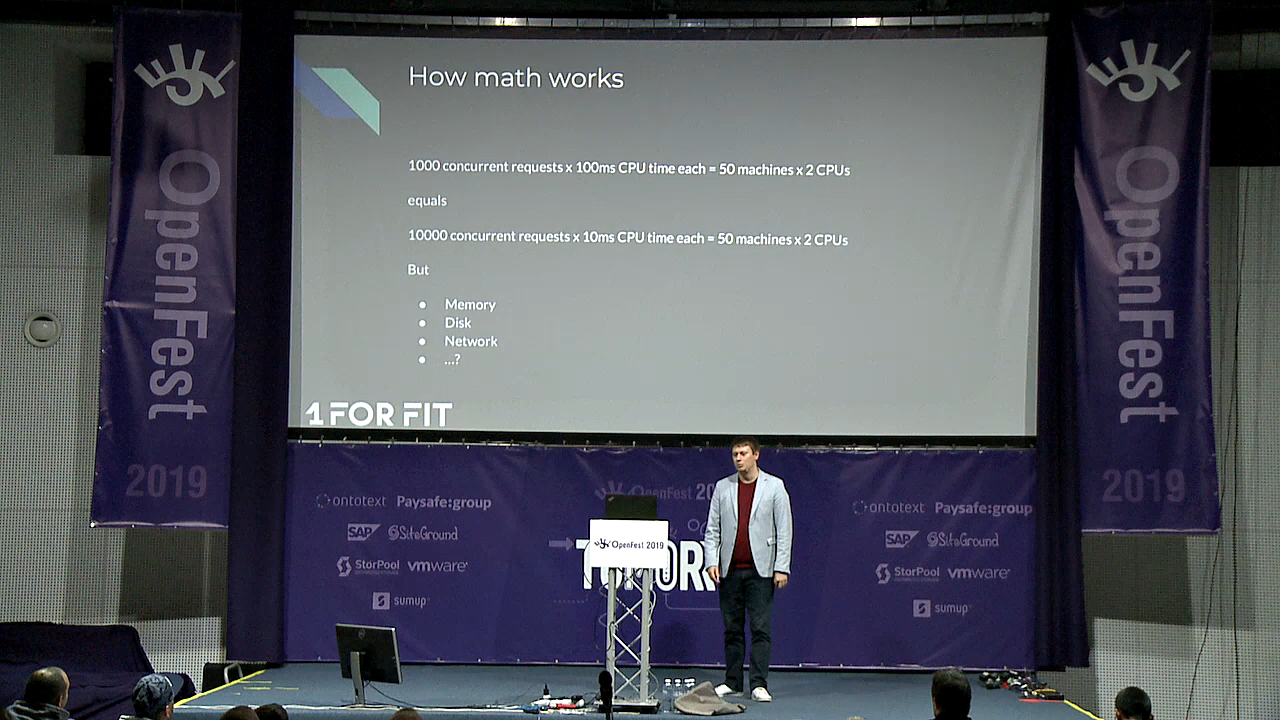 How math works
1000 concurrent requests x 100ms CPU time each = 50 machines x 2 CPUs
equals
10000 concurrent requests x 10ms CPU time each = 50 machines x 2 CPUs
But
● Memory
● Disk
● Network
● ...?
1 FOR FIT
OpenFest
2019
OpenFest
2019
ontotext Paysafe:group
SAP SiteGround
StorPool vmware
sumup
OpenFest 20
OpenFest 2019
ontotext Paysafe:group
SAP SiteGround
StorPool vmware
sumup